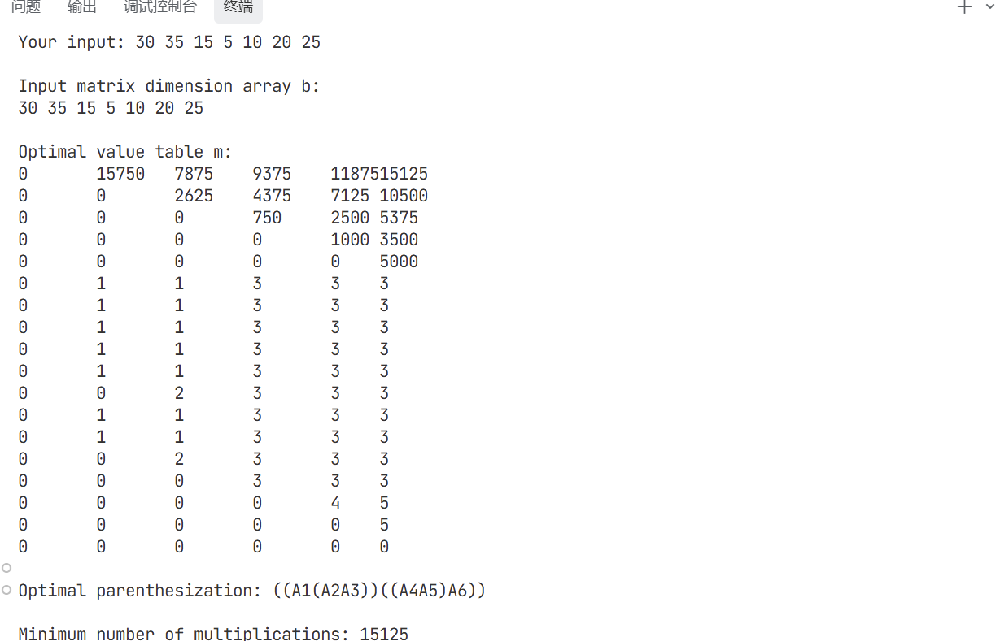 问题 输出 调试控制台 终端
Your input: 30 35 15 5 10 20 25
Input matrix dimension array b:
30 35 15 5 10 20 25
Optimal value table m:
0 15750 7875 9375 1187515125
0 0 2625 4375 7125 10500
0 0 0 750 2500 5375
0 0 0 0 1000 3500
0 0 0 0 0 5000
0 1 1 3 3 3
0 1 1 3 3 3
0 1 1 3 3 3
0 1 1 3 3 3
0 1 1 3 3 3
0 0 2 3 3 3
0 1 1 3 3 3
0 1 1 3 3 3
0 0 2 3 3 3
0 0 0 3 3 3
0 0 0 0 4 5
0 0 0 0 0 5
0 0 0 0 0 0
Optimal parenthesization: ((A1(A2A3))((A4A5)A6))
Minimum number of multiplications: 15125